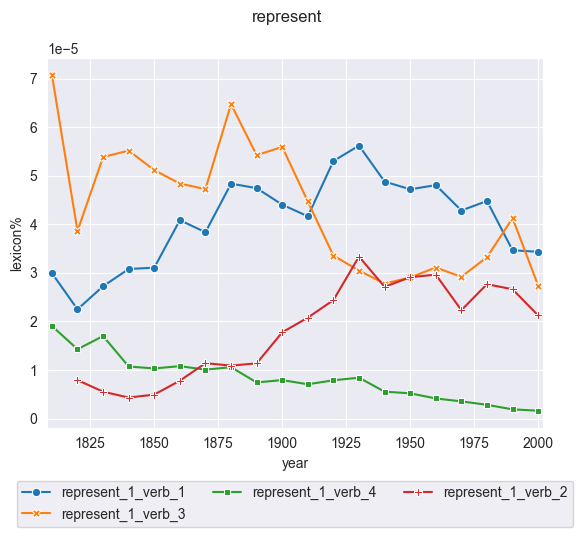 represent
1e−5
7
6
5
4
3
2
1
0
lexicon%
1825 1850 1875 1900 1925 1950 1975 2000
year
represent_1_verb_1 represent_1_verb_4 represent_1_verb_2
represent_1_verb_3